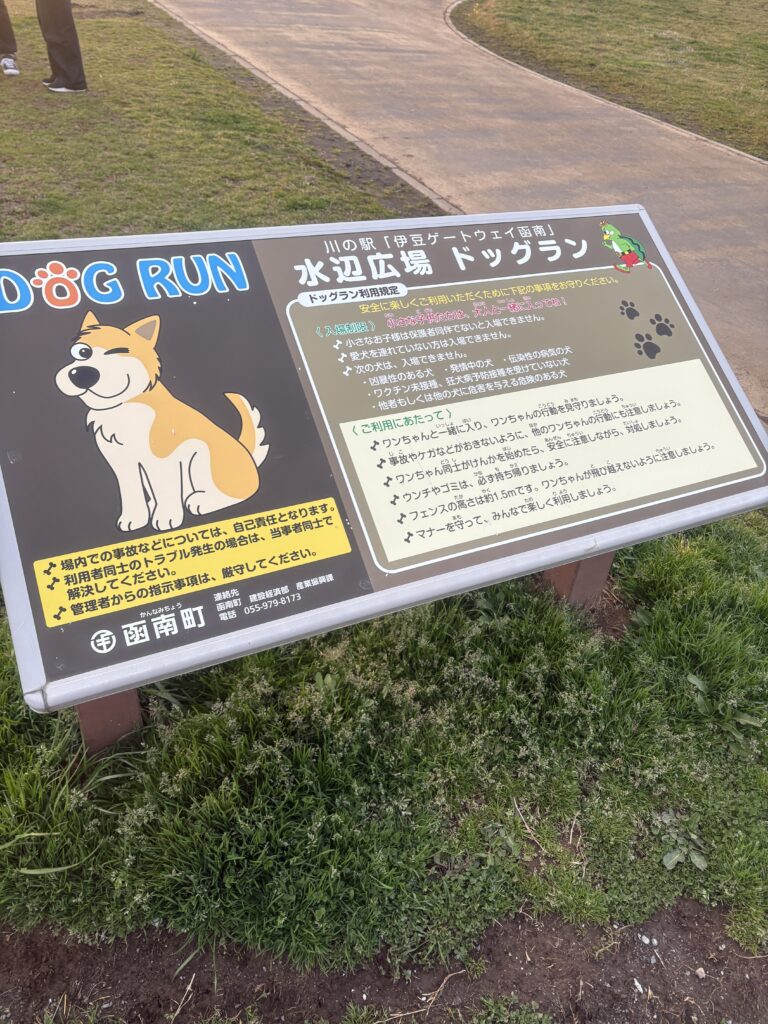 DOG RUN
川の駅「伊豆ゲートウェイ函南」
水辺広場 ドッグラン
ドッグラン利用規定
安全に楽しくご利用いただくために下記の事項をお守りください。
小さな子供たちは、大人と一緒に入ってね！
〈入場制限〉
小さなお子様は保護者同伴でないと入場できません。
愛犬を連れていない方は入場できません。
次の犬は、入場できません。
・凶暴性のある犬 ・発情中の犬 ・伝染性の病気の犬
・ワクチン未接種、狂犬病予防接種を受けていない犬
・他者もしくは他の犬に危害を与える危険のある犬
〈ご利用にあたって〉
ワンちゃんと一緒に入り、ワンちゃんの行動を見守りましょう。
事故やケガなどがおきないように、他のワンちゃんの行動にも注意しましょう。
ワンちゃん同士がけんかを始めたら、安全に注意しながら、対処しましょう。
ウンチやゴミは、必ず持ち帰りましょう。
フェンスの高さは約1.5mです。ワンちゃんが飛び越えないように注意しましょう。
マナーを守って、みんなで楽しく利用しましょう。
場内での事故などについては、自己責任となります。
利用者同士のトラブル発生の場合は、当事者同士で
解決してください。
管理者からの指示事項は、厳守してください。
かんなみちょう
函南町
連絡先
函南町 建設経済部 産業振興課
電話 055-979-8173